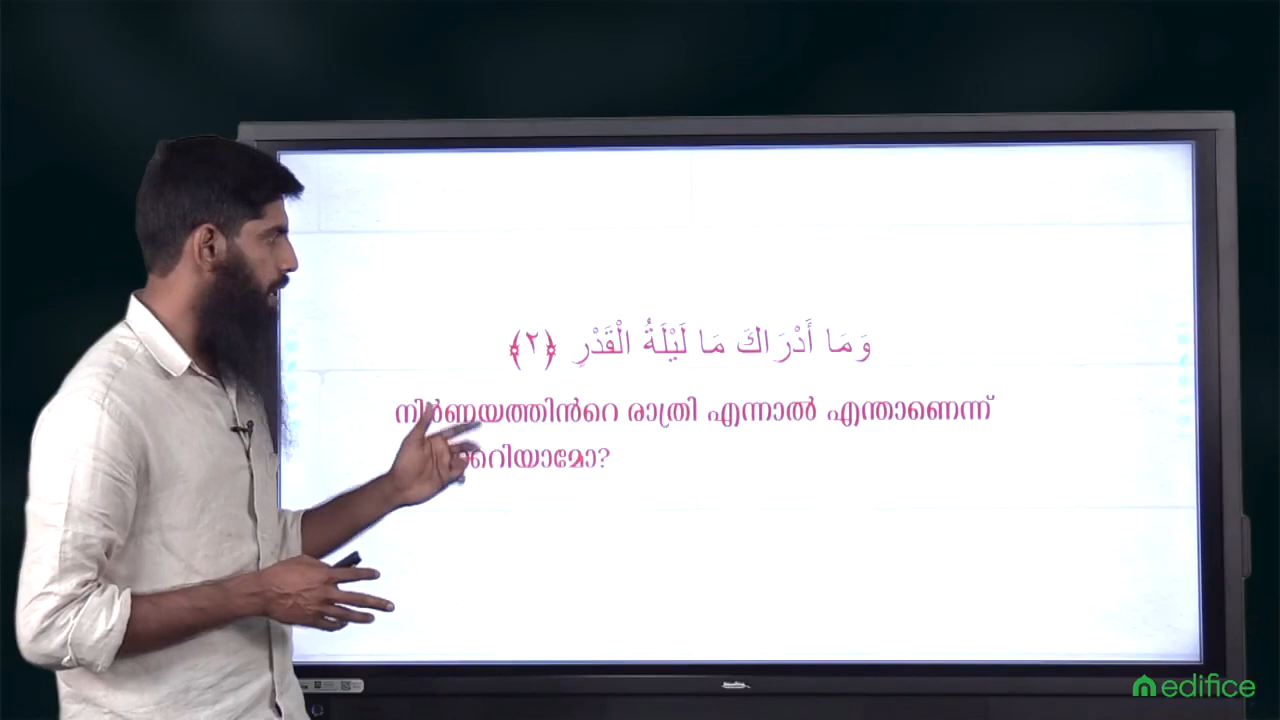 وَمَا أَدْرَاكَ مَا لَيْلَةُ الْقَدْرِ ﴿٢﴾
നിർണയത്തിൻറെ രാത്രി എന്നാൽ എന്താണെന്ന്
edifice